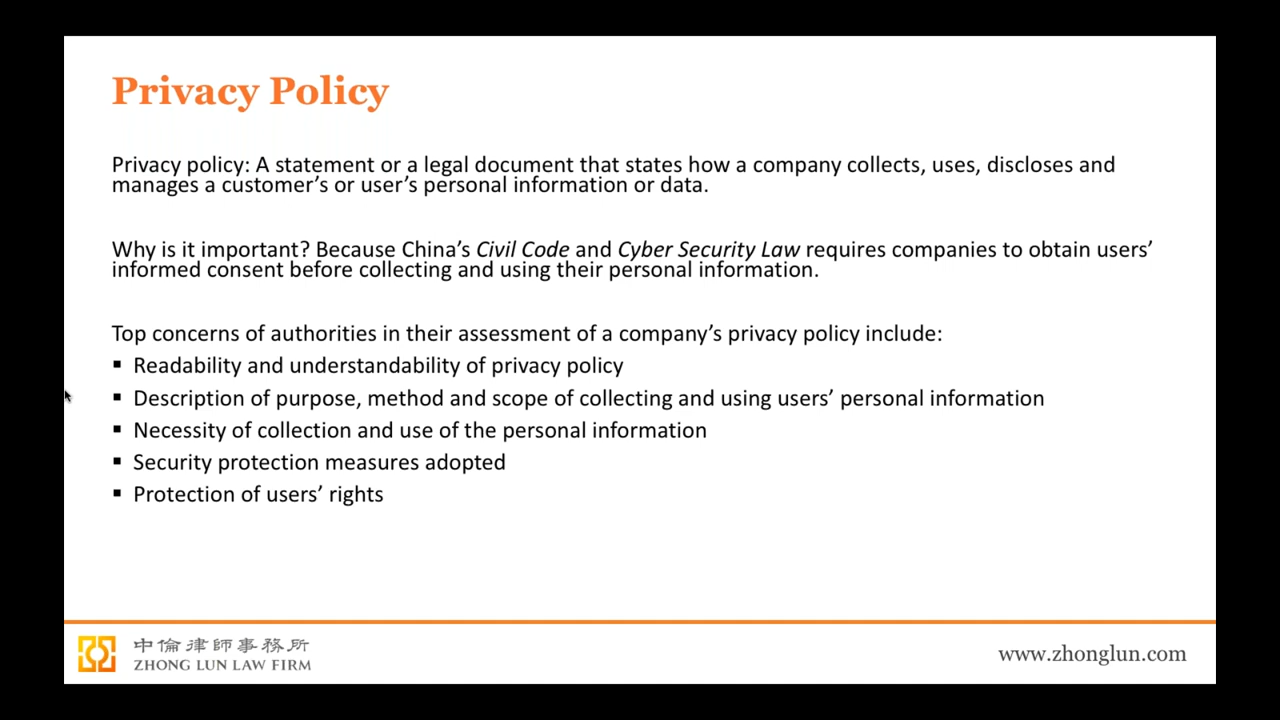 Privacy Policy
Privacy policy: A statement or a legal document that states how a company collects, uses, discloses and
manages a customer’s or user’s personal information or data.
Why is it important? Because China’s Civil Code and Cyber Security Law requires companies to obtain users’
informed consent before collecting and using their personal information.
Top concerns of authorities in their assessment of a company’s privacy policy include:
▪ Readability and understandability of privacy policy
▪ Description of purpose, method and scope of collecting and using users’ personal information
▪ Necessity of collection and use of the personal information
▪ Security protection measures adopted
▪ Protection of users’ rights
中倫律師事務所
ZHONG LUN LAW FIRM
www.zhonglun.com